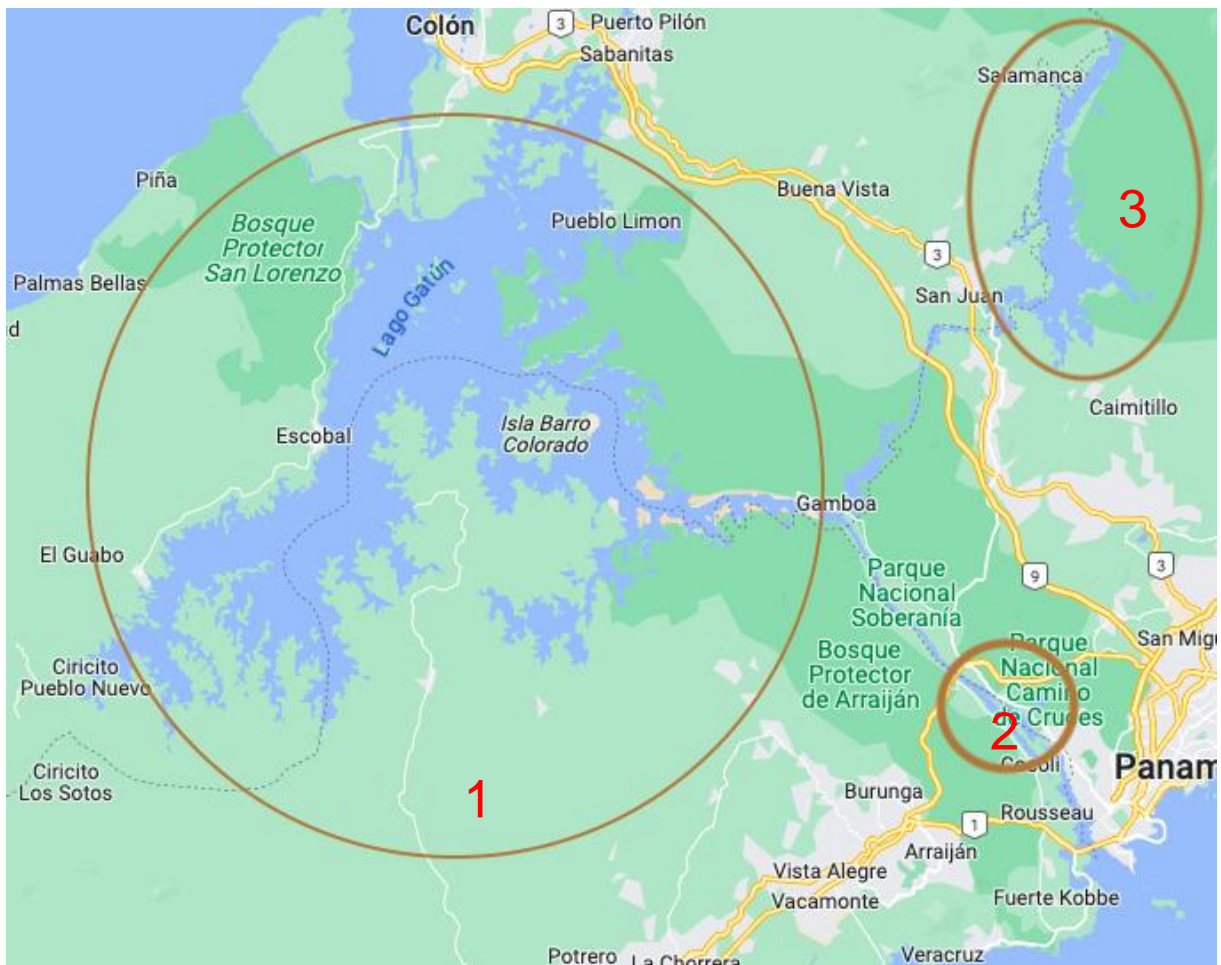 Colón
3
Puerto Pilón
Sabanitas
Salamanca
Piña
Buena Vista
3
Bosque
Protector
San Lorenzo
Pueblo Limon
3
Palmas Bellas
Lago Gatún
San Juan
d
Isla Barro
Colorado
Caimitillo
Escobal
Gamboa
El Guabo
Parque
Nacional
Soberanía
9
3
San Migu
Parque
Nacional
Camino
de Cruces
Bosque
Protector
de Arraiján
Ciricito
Pueblo Nuevo
2
Cocolí
Panam
Ciricito
Los Sotos
1
Burunga
Rousseau
1
Arraiján
Vista Alegre
Vacamonte
Fuerte Kobbe
Potrero
La Chorrera
Veracruz